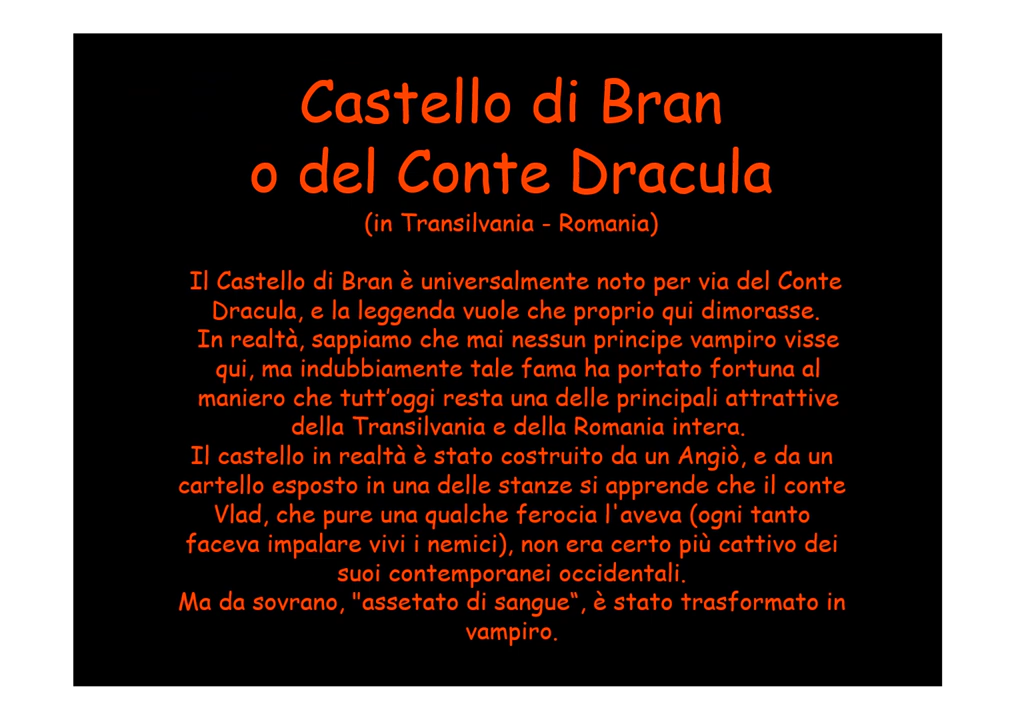 Castello di Bran
o del Conte Dracula
(in Transilvania - Romania)
Il Castello di Bran è universalmente noto per via del Conte
Dracula, e la leggenda vuole che proprio qui dimorasse.
In realtà, sappiamo che mai nessun principe vampiro visse
qui, ma indubbiamente tale fama ha portato fortuna al
maniero che tutt’oggi resta una delle principali attrattive
della Transilvania e della Romania intera.
Il castello in realtà è stato costruito da un Angiò, e da un
cartello esposto in una delle stanze si apprende che il conte
Vlad, che pure una qualche ferocia l'aveva (ogni tanto
faceva impalare vivi i nemici), non era certo più cattivo dei
suoi contemporanei occidentali.
Ma da sovrano, "assetato di sangue“, è stato trasformato in
vampiro.